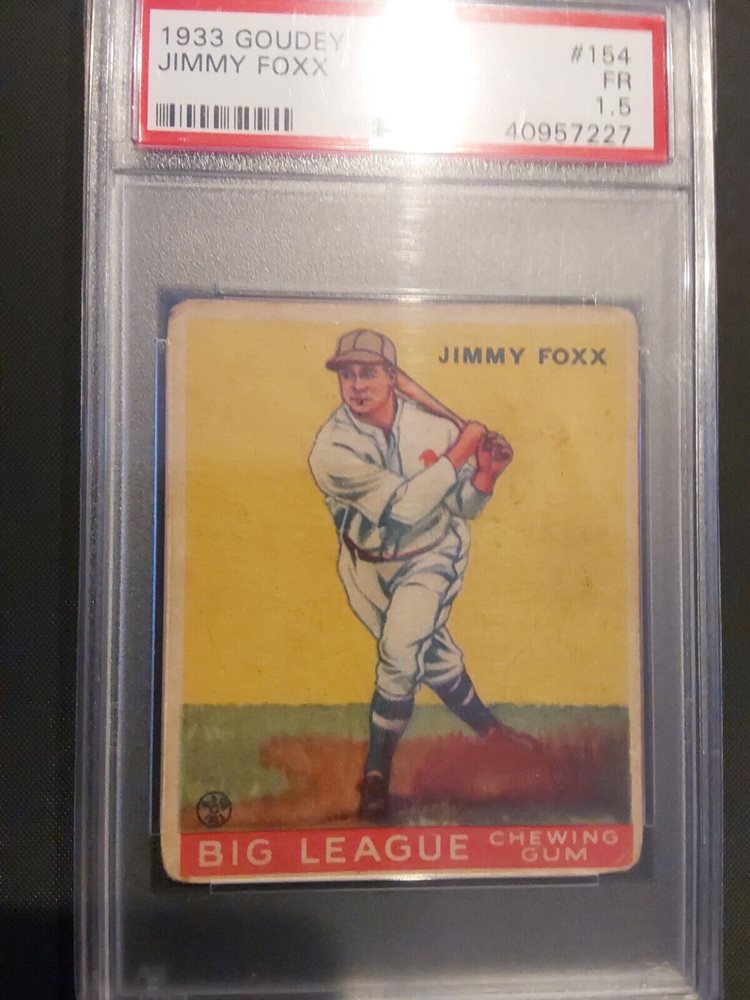 1933 GOUDEY #154
JIMMY FOXX FR
1.5
40957227
JIMMY FOXX
BIG LEAGUE CHEWING GUM